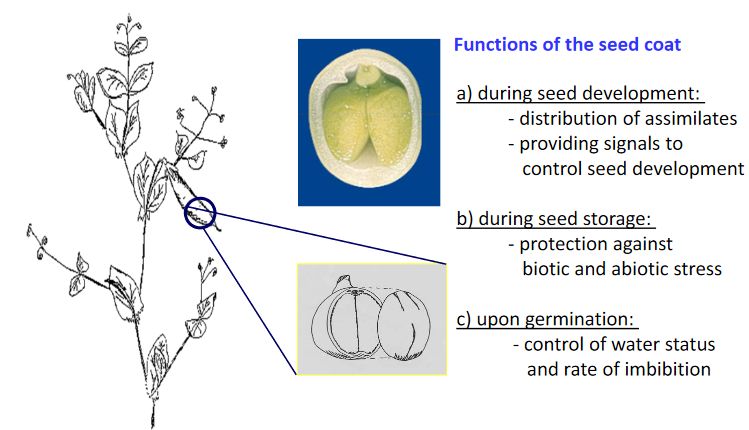 Functions of the seed coat
a) during seed development:
- distribution of assimilates
- providing signals to
control seed development
b) during seed storage:
- protection against
biotic and abiotic stress
c) upon germination:
- control of water status
and rate of imbibition